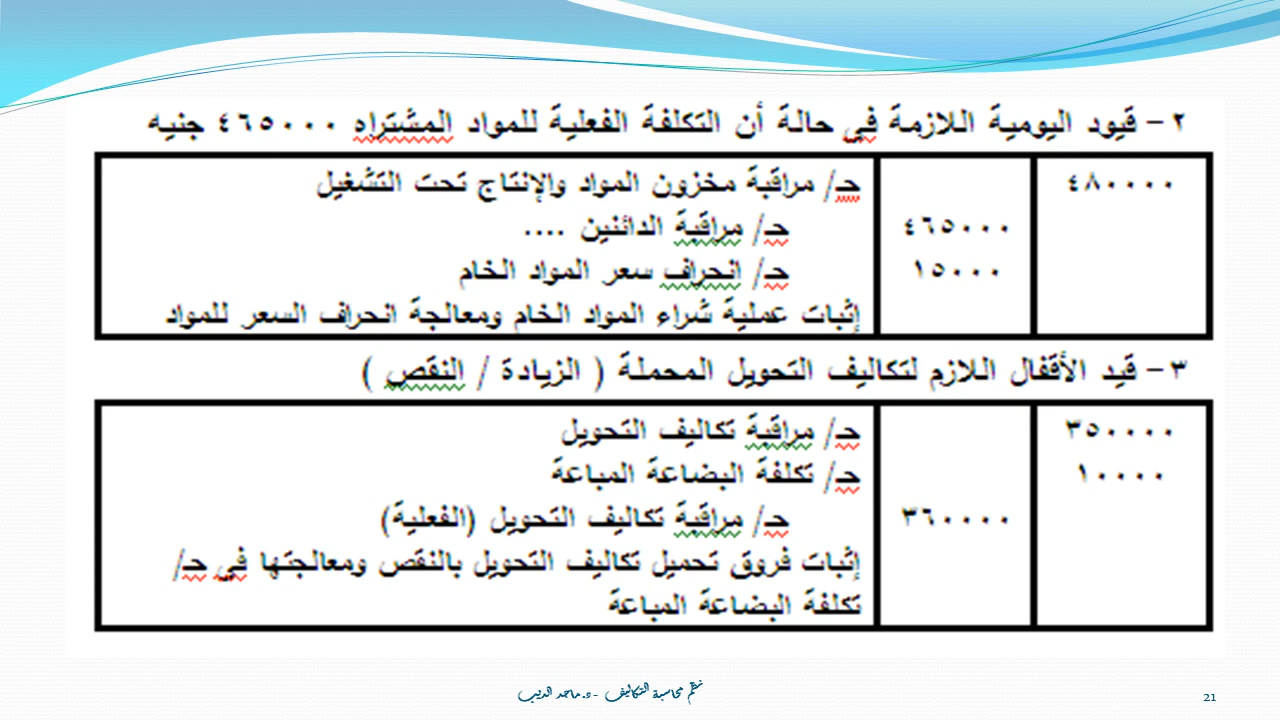 ٢ – قيود اليومية اللازمة في حالة أن التكلفة الفعلية للمواد المشتراه ٤٦٥٠٠٠ جنيه
٤٨٠٠٠٠ حـ/ مراقبة مخزون المواد والإنتاج تحت التشغيل
٤٦٥٠٠٠ حـ/ مراقبة الدائنين ....
١٥٠٠٠ حـ/ انحراف سعر المواد الخام
إثبات عملية شراء المواد الخام ومعالجة انحراف السعر للمواد
٣ – قيد الأقفال اللازم لتكاليف التحويل المحملة ( الزيادة / النقص )
٣٥٠٠٠٠ حـ/ مراقبة تكاليف التحويل
١٠٠٠٠ حـ/ تكلفة البضاعة المباعة
٣٦٠٠٠٠ حـ/ مراقبة تكاليف التحويل (الفعلية)
إثبات فروق تحميل تكاليف التحويل بالنقص ومعالجتها في حـ/
تكلفة البضاعة المباعة
نظم محاسبة التكاليف - د. ماجد الديب
21